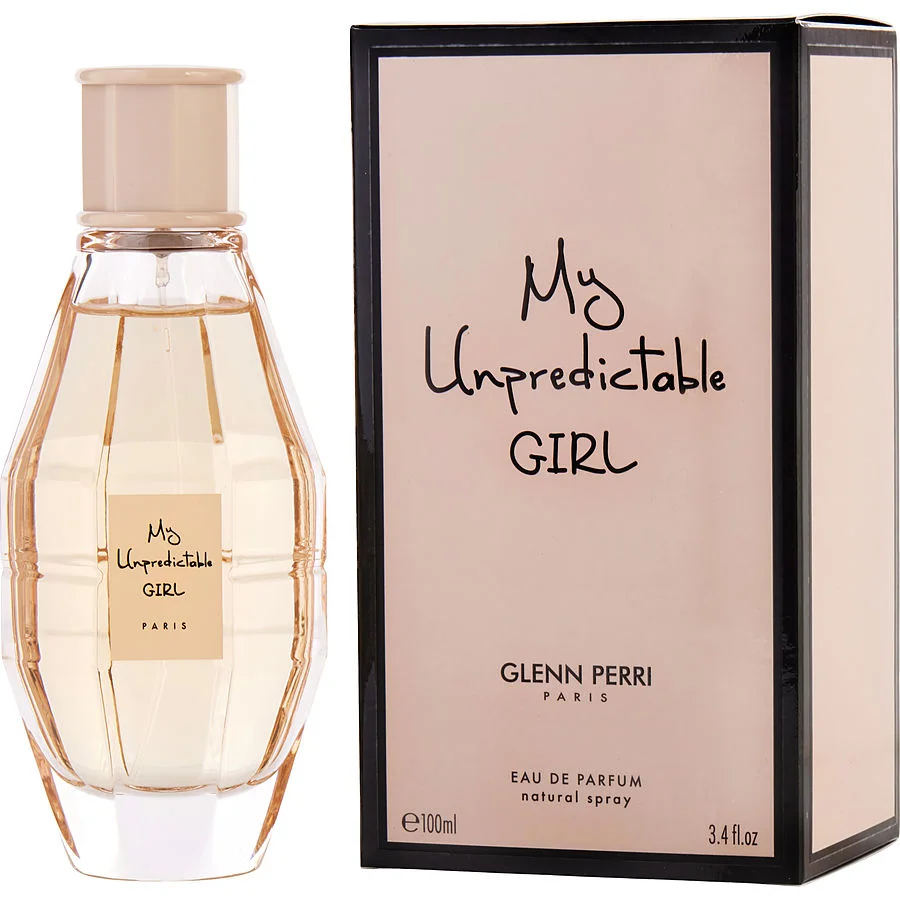 My
Unpredictable
GIRL
PARIS
My
Unpredictable
GIRL
GLENN PERRI
PARIS
EAU DE PARFUM
natural spray
℮100ml
3.4 fl.oz